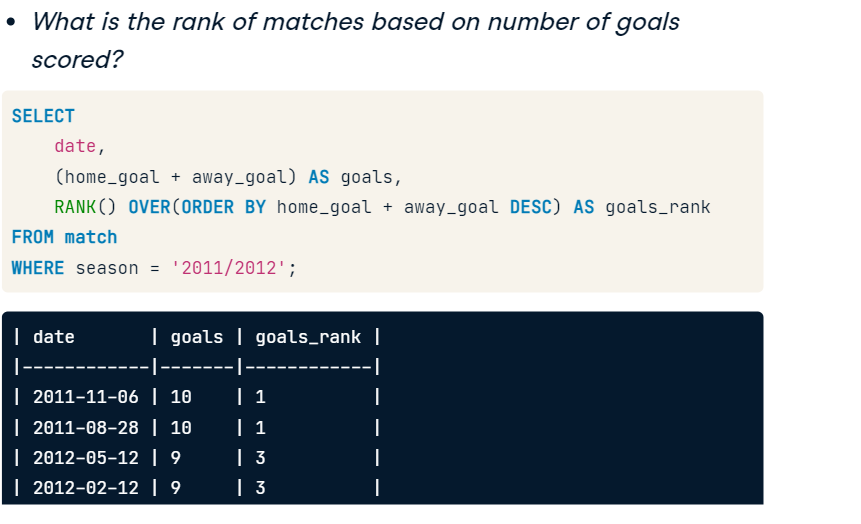 • What is the rank of matches based on number of goals
scored?
SELECT
    date,
    (home_goal + away_goal) AS goals,
    RANK() OVER(ORDER BY home_goal + away_goal DESC) AS goals_rank
FROM match
WHERE season = '2011/2012';
| date       | goals | goals_rank |
|------------|-------|------------|
| 2011-11-06 | 10    | 1          |
| 2011-08-28 | 10    | 1          |
| 2012-05-12 | 9     | 3          |
| 2012-02-12 | 9     | 3          |